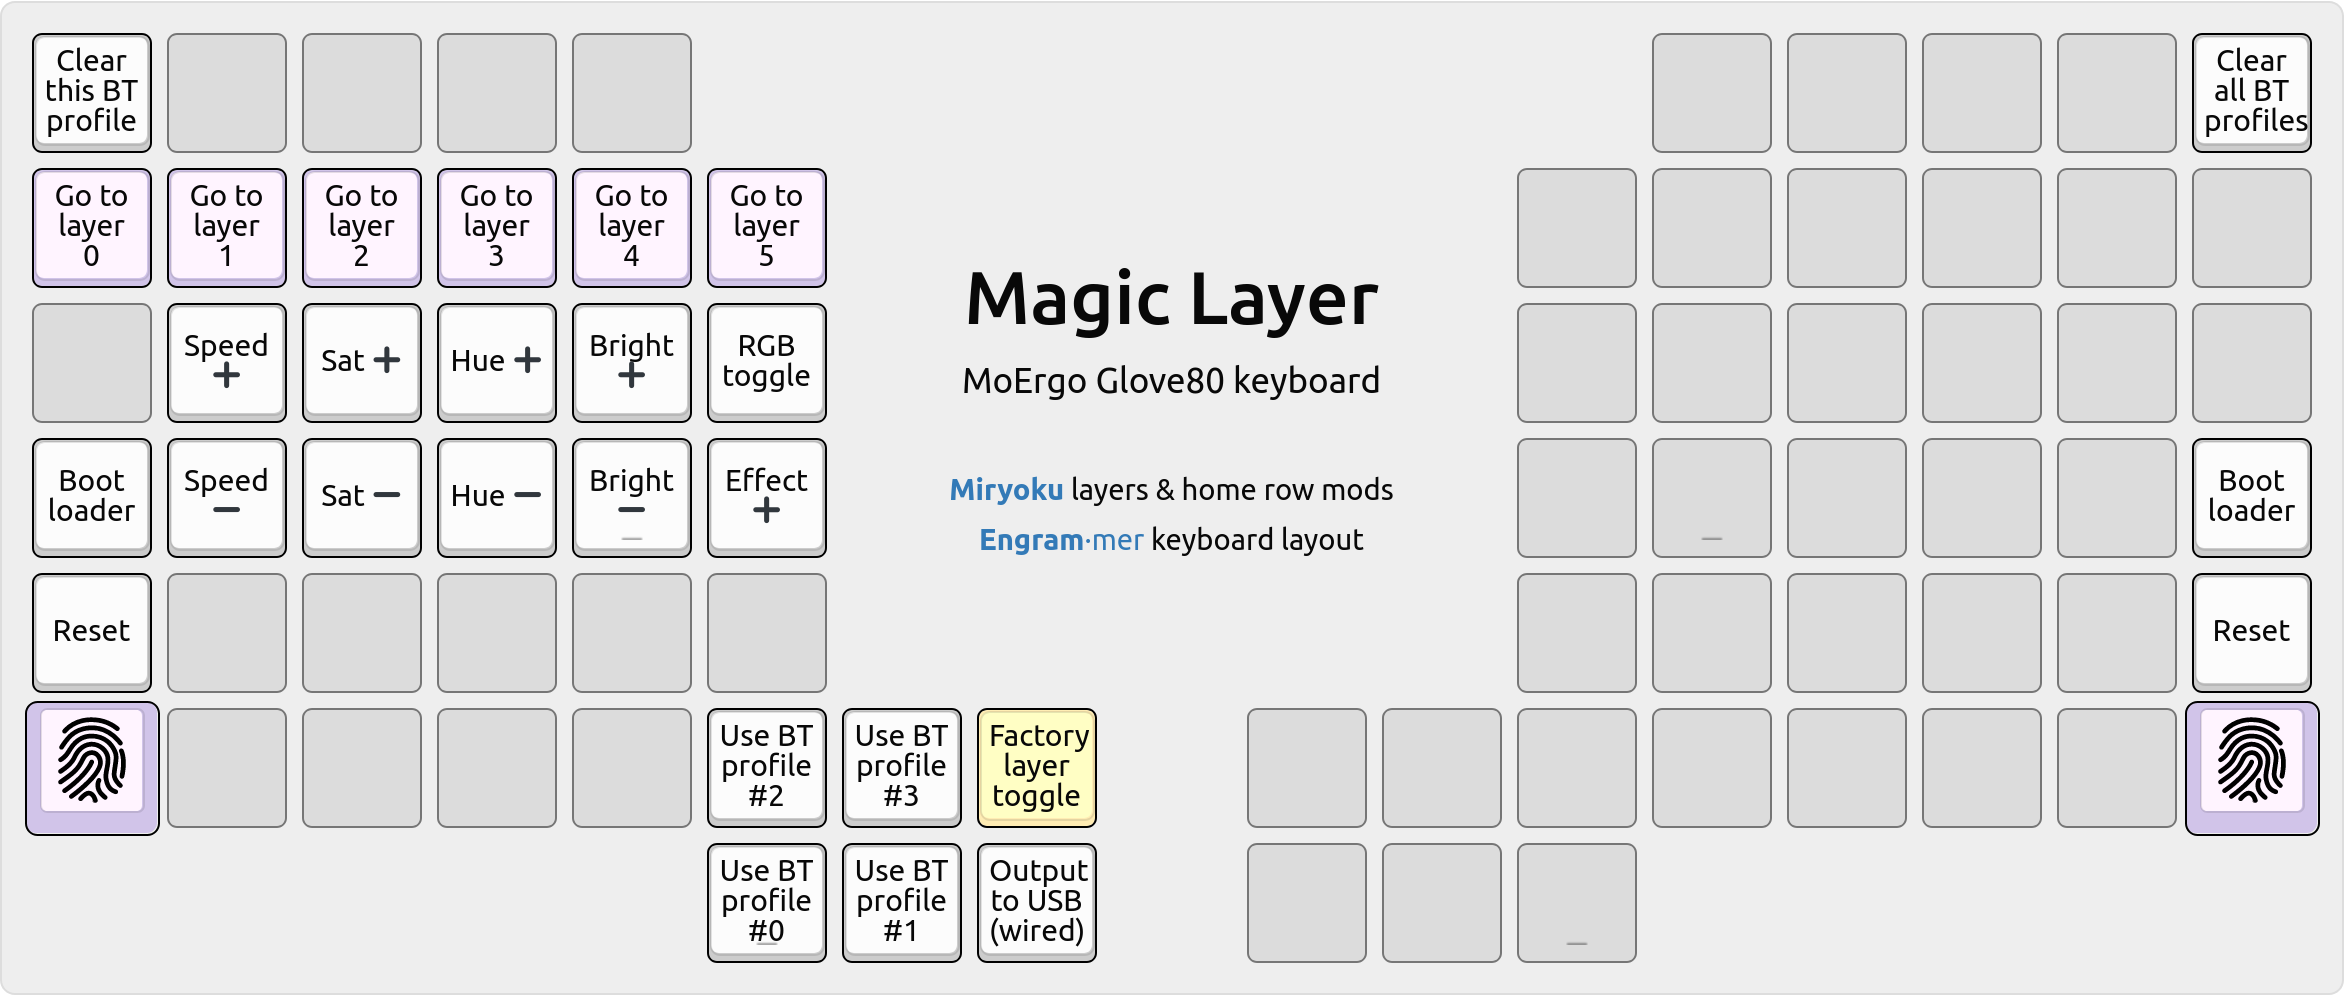 Clear
this BT
profile
Clear
all BT
profiles
Go to
layer
0
Go to
layer
1
Go to
layer
2
Go to
layer
3
Go to
layer
4
Go to
layer
5
Magic Layer
MoErgo Glove80 keyboard
Speed
+
Sat +
Hue +
Bright
+
RGB
toggle
Boot
loader
Speed
−
Sat −
Hue −
Bright
−
_
Effect
+
Miryoku layers & home row mods
Engram·mer keyboard layout
_
Boot
loader
Reset
Reset
Use BT
profile
#2
Use BT
profile
#3
Factory
layer
toggle
Use BT
profile
#0
_
Use BT
profile
#1
Output
to USB
(wired)
_